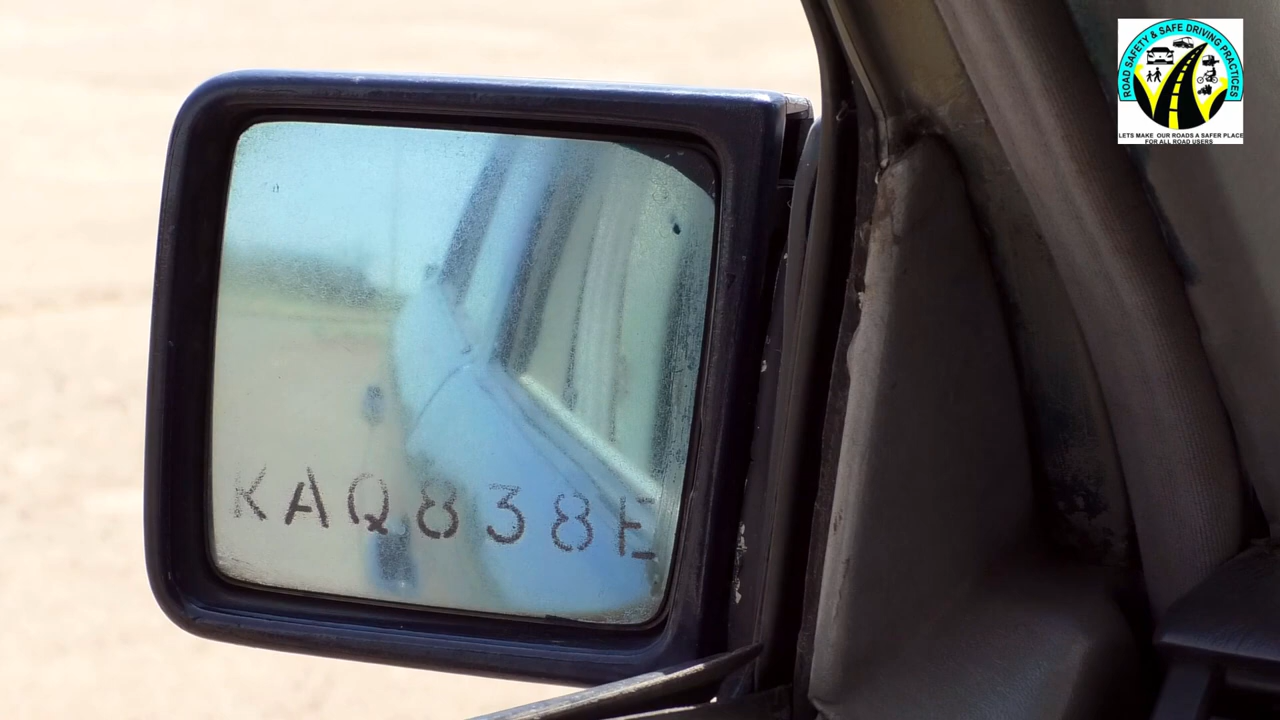 ROAD SAFETY & SAFE DRIVING PRACTICES
LETS MAKE OUR ROADS A SAFER PLACE
FOR ALL ROAD USERS
KAQ838E